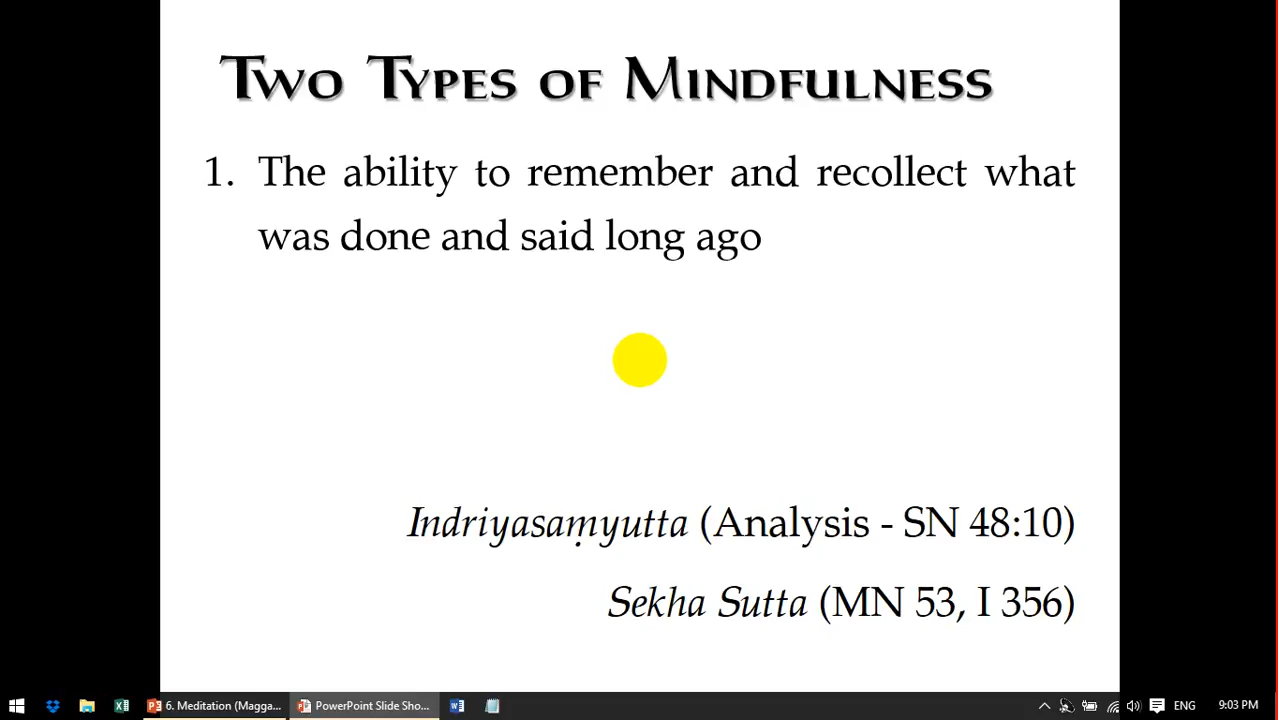 Two Types of Mindfulness
1. The ability to remember and recollect what
was done and said long ago
Indriyasaṃyutta (Analysis - SN 48:10)
Sekha Sutta (MN 53, I 356)
6. Meditation (Magga...
PowerPoint Slide Sho...
ENG
9:03 PM